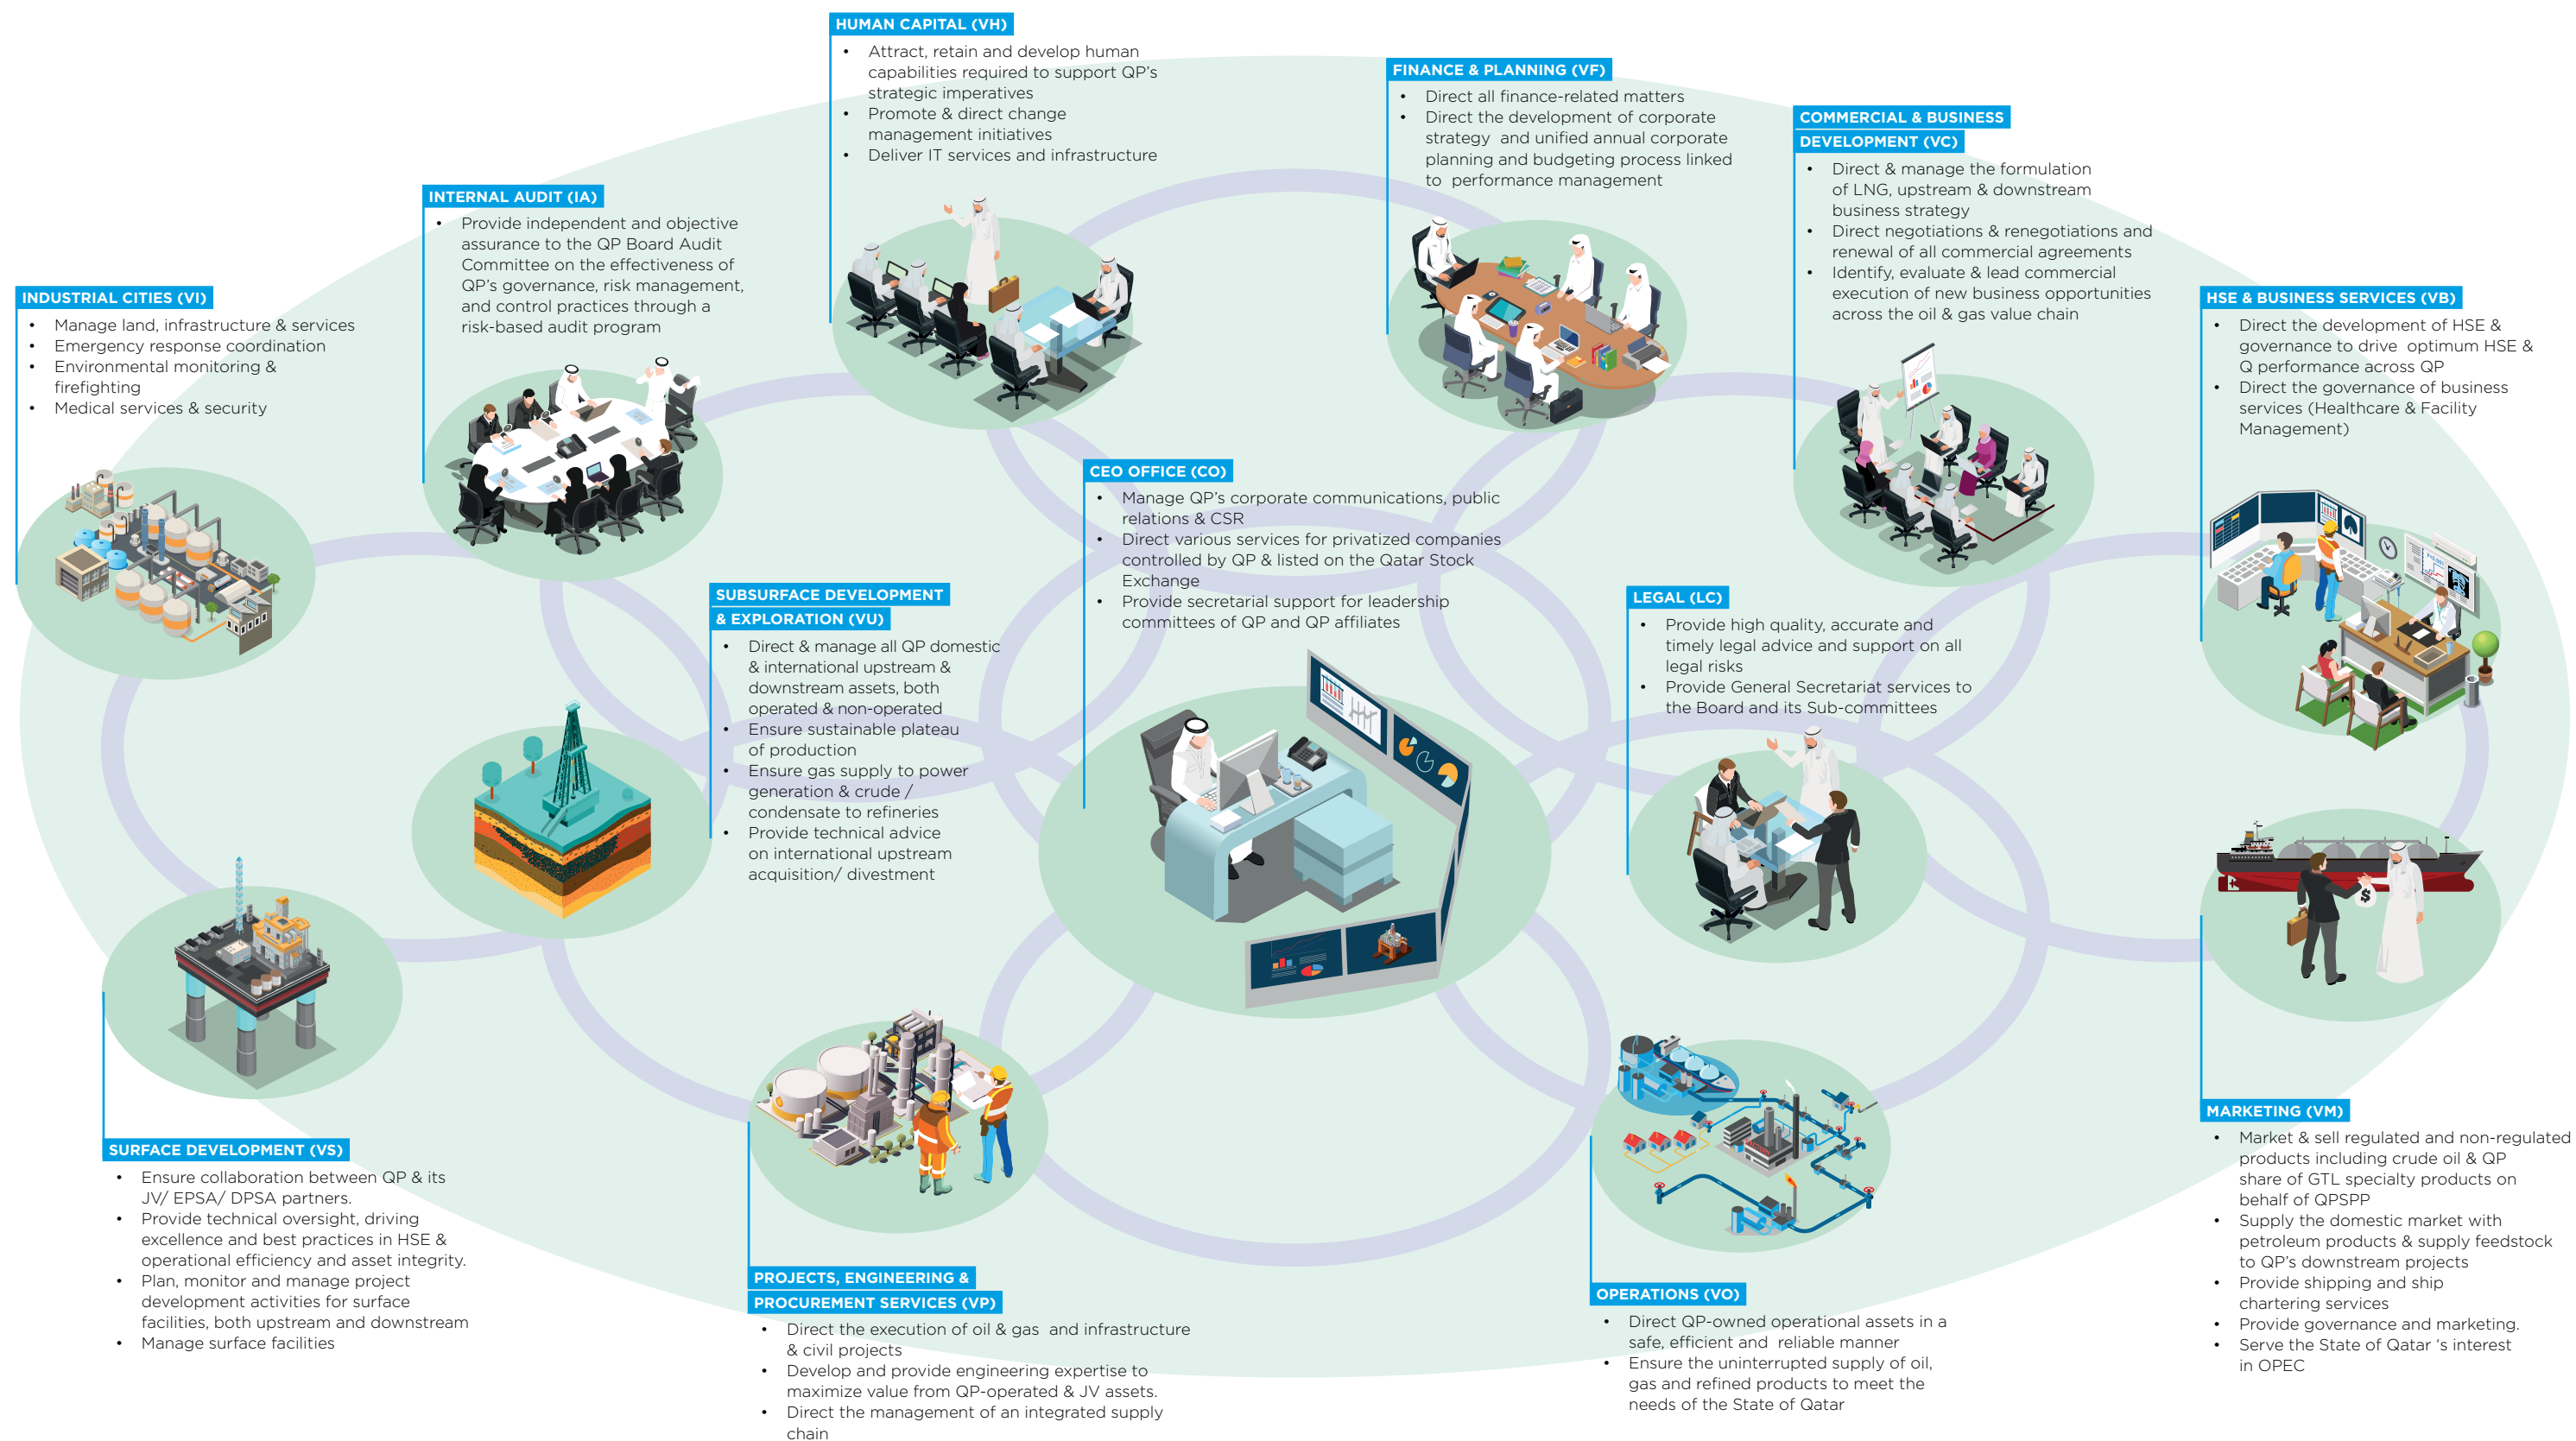 HUMAN CAPITAL (VH)
• Attract, retain and develop human
capabilities required to support QP's
strategic imperatives
• Promote & direct change
management initiatives
• Deliver IT services and infrastructure
FINANCE & PLANNING (VF)
• Direct all finance-related matters
• Direct the development of corporate
strategy and unified annual corporate
planning and budgeting process linked
to performance management
COMMERCIAL & BUSINESS
DEVELOPMENT (VC)
• Direct & manage the formulation
of LNG, upstream & downstream
business strategy
• Direct negotiations & renegotiations and
renewal of all commercial agreements
• Identify, evaluate & lead commercial
execution of new business opportunities
across the oil & gas value chain
INTERNAL AUDIT (IA)
• Provide independent and objective
assurance to the QP Board Audit
Committee on the effectiveness of
QP's governance, risk management,
and control practices through a
risk-based audit program
INDUSTRIAL CITIES (VI)
• Manage land, infrastructure & services
• Emergency response coordination
• Environmental monitoring &
firefighting
• Medical services & security
HSE & BUSINESS SERVICES (VB)
• Direct the development of HSE &
governance to drive optimum HSE &
Q performance across QP
• Direct the governance of business
services (Healthcare & Facility
Management)
CEO OFFICE (CO)
• Manage QP's corporate communications, public
relations & CSR
• Direct various services for privatized companies
controlled by QP & listed on the Qatar Stock
Exchange
• Provide secretarial support for leadership
committees of QP and QP affiliates
SUBSURFACE DEVELOPMENT
& EXPLORATION (VU)
• Direct & manage all QP domestic
& international upstream &
downstream assets, both
operated & non-operated
• Ensure sustainable plateau
of production
• Ensure gas supply to power
generation & crude /
condensate to refineries
• Provide technical advice
on international upstream
acquisition/ divestment
LEGAL (LC)
• Provide high quality, accurate and
timely legal advice and support on all
legal risks
• Provide General Secretariat services to
the Board and its Sub-committees
$
SURFACE DEVELOPMENT (VS)
• Ensure collaboration between QP & its
JV/ EPSA/ DPSA partners.
• Provide technical oversight, driving
excellence and best practices in HSE &
operational efficiency and asset integrity.
• Plan, monitor and manage project
development activities for surface
facilities, both upstream and downstream
• Manage surface facilities
PROJECTS, ENGINEERING &
PROCUREMENT SERVICES (VP)
• Direct the execution of oil & gas and infrastructure
& civil projects
• Develop and provide engineering expertise to
maximize value from QP-operated & JV assets.
• Direct the management of an integrated supply
chain
OPERATIONS (VO)
• Direct QP-owned operational assets in a
safe, efficient and reliable manner
• Ensure the uninterrupted supply of oil,
gas and refined products to meet the
needs of the State of Qatar
MARKETING (VM)
• Market & sell regulated and non-regulated
products including crude oil & QP
share of GTL specialty products on
behalf of QPSPP
• Supply the domestic market with
petroleum products & supply feedstock
to QP's downstream projects
• Provide shipping and ship
chartering services
• Provide governance and marketing.
• Serve the State of Qatar 's interest
in OPEC